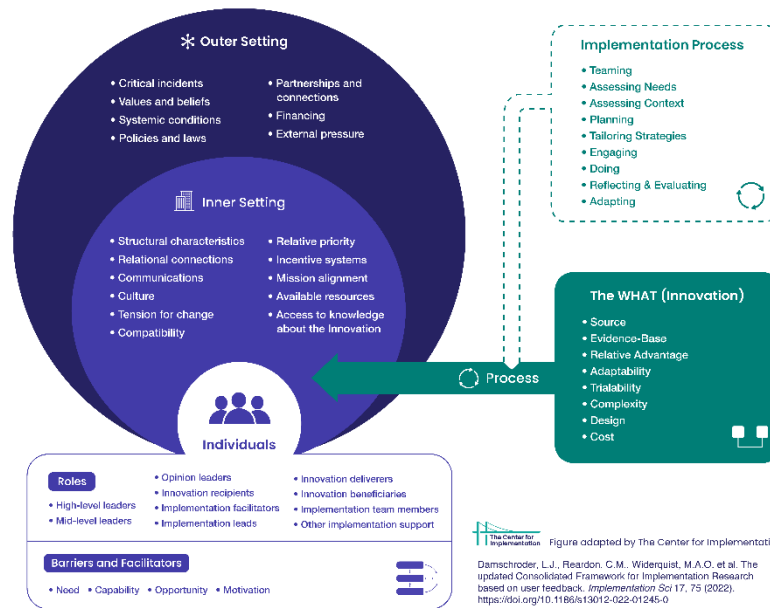 Outer Setting
• Critical incidents
• Values and beliefs
• Systemic conditions
• Policies and laws
• Partnerships and
connections
• Financing
• External pressure
Inner Setting
• Structural characteristics
• Relational connections
• Communications
• Culture
• Tension for change
• Compatibility
• Relative priority
• Incentive systems
• Mission alignment
• Available resources
• Access to knowledge
about the Innovation
Individuals
Roles
• High-level leaders
• Mid-level leaders
• Opinion leaders
• Innovation recipients
• Implementation facilitators
• Implementation leads
• Innovation deliverers
• Innovation beneficiaries
• Implementation team members
• Other implementation support
Barriers and Facilitators
• Need • Capability • Opportunity • Motivation
Implementation Process
• Teaming
• Assessing Needs
• Assessing Context
• Planning
• Tailoring Strategies
• Engaging
• Doing
• Reflecting & Evaluating
• Adapting
Process
The WHAT (Innovation)
• Source
• Evidence-Base
• Relative Advantage
• Adaptability
• Trialability
• Complexity
• Design
• Cost
The Center for
Implementation
Figure adapted by The Center for Implementati
Damschroder, L.J., Reardon, C.M., Widerquist, M.A.O. et al. The
updated Consolidated Framework for Implementation Research
based on user feedback. Implementation Sci 17, 75 (2022).
https://doi.org/10.1186/s13012-022-01245-0